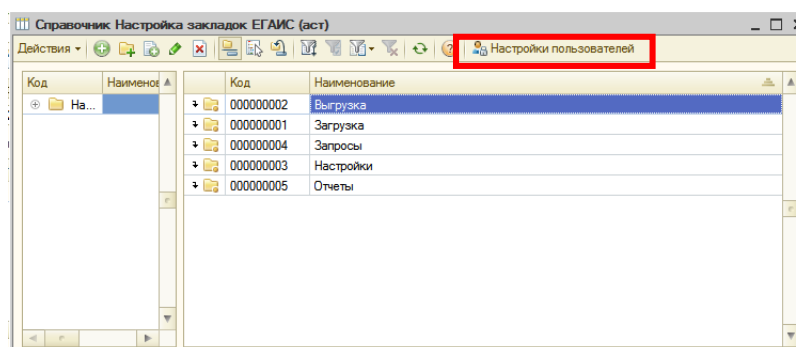 Справочник Настройка закладок ЕГАИС (аст)
Действия
Настройки пользователей
Код Наименов
На...
Код Наименование
000000002 Выгрузка
000000001 Загрузка
000000004 Запросы
000000003 Настройки
000000005 Отчеты